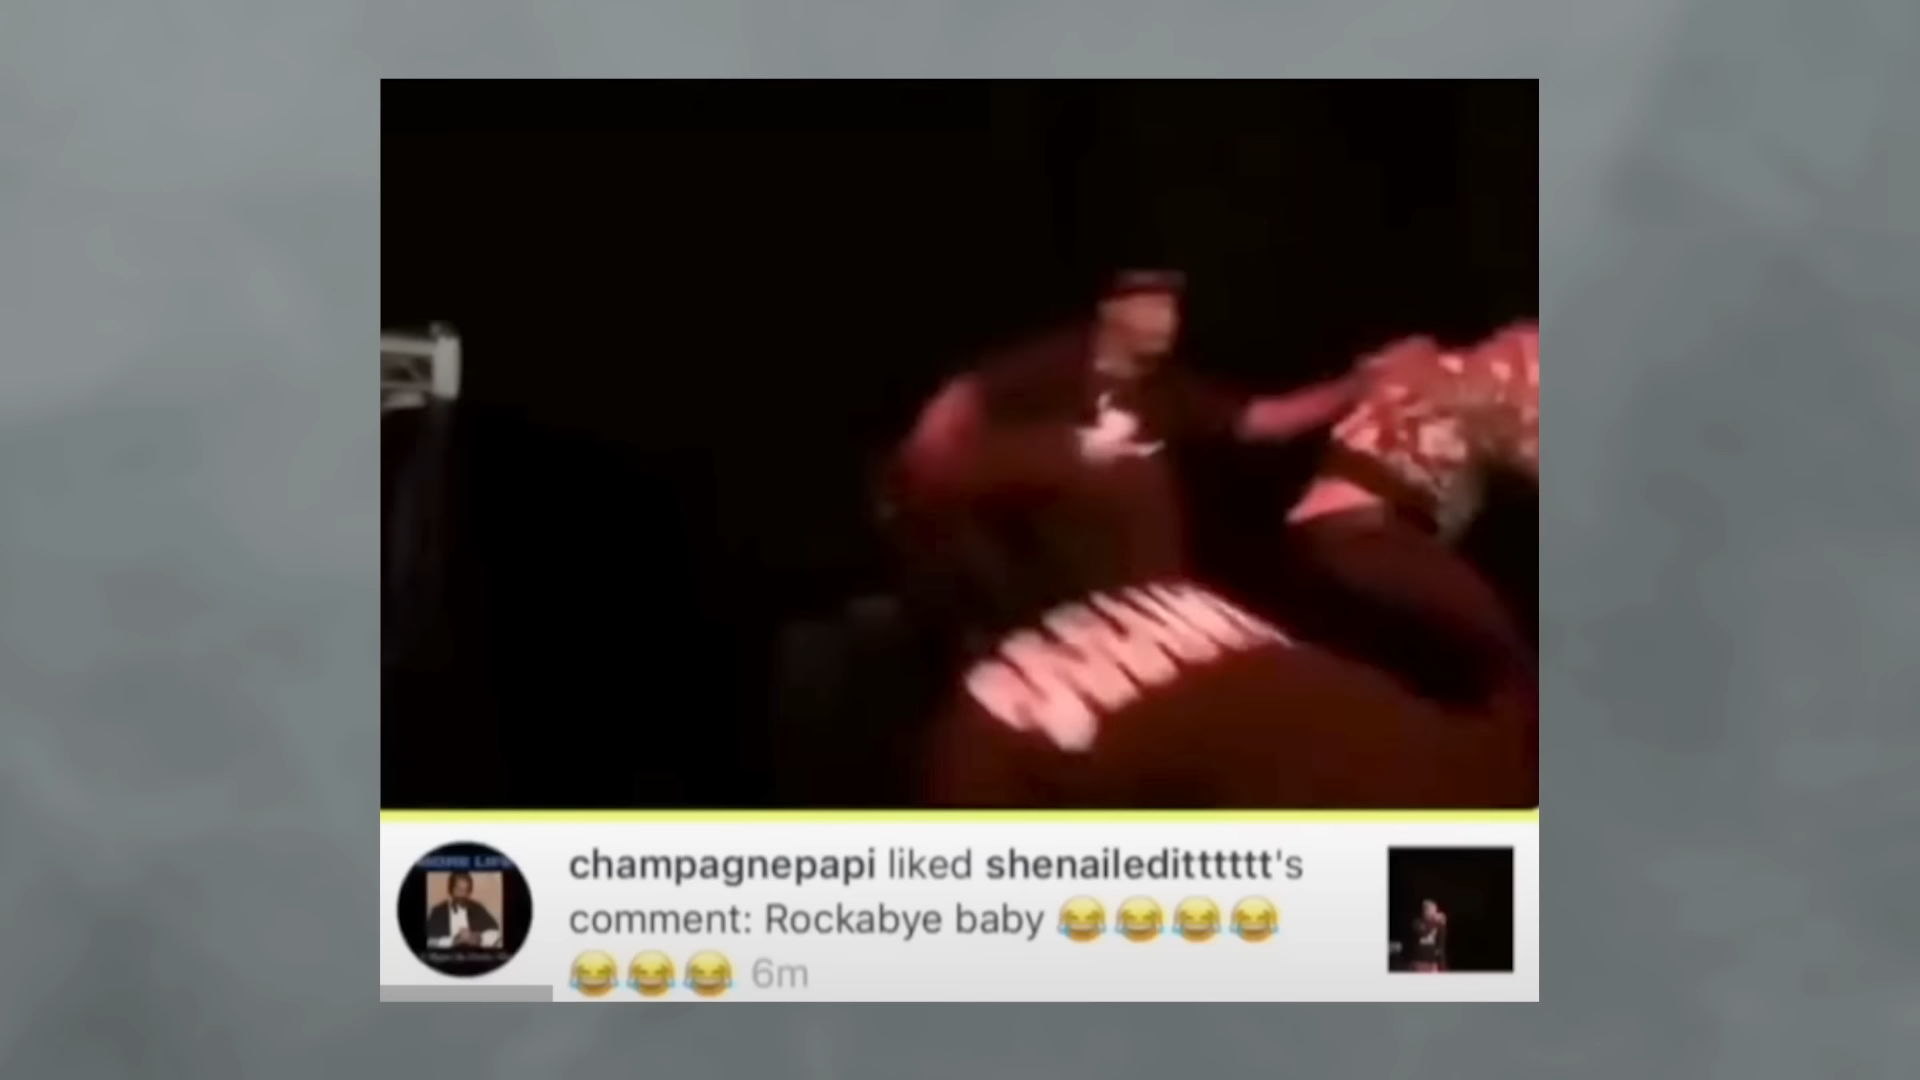 champagnepapi liked shenaileditttttt's
comment: Rockabye baby 😂😂😂😂
😂😂😂 6m